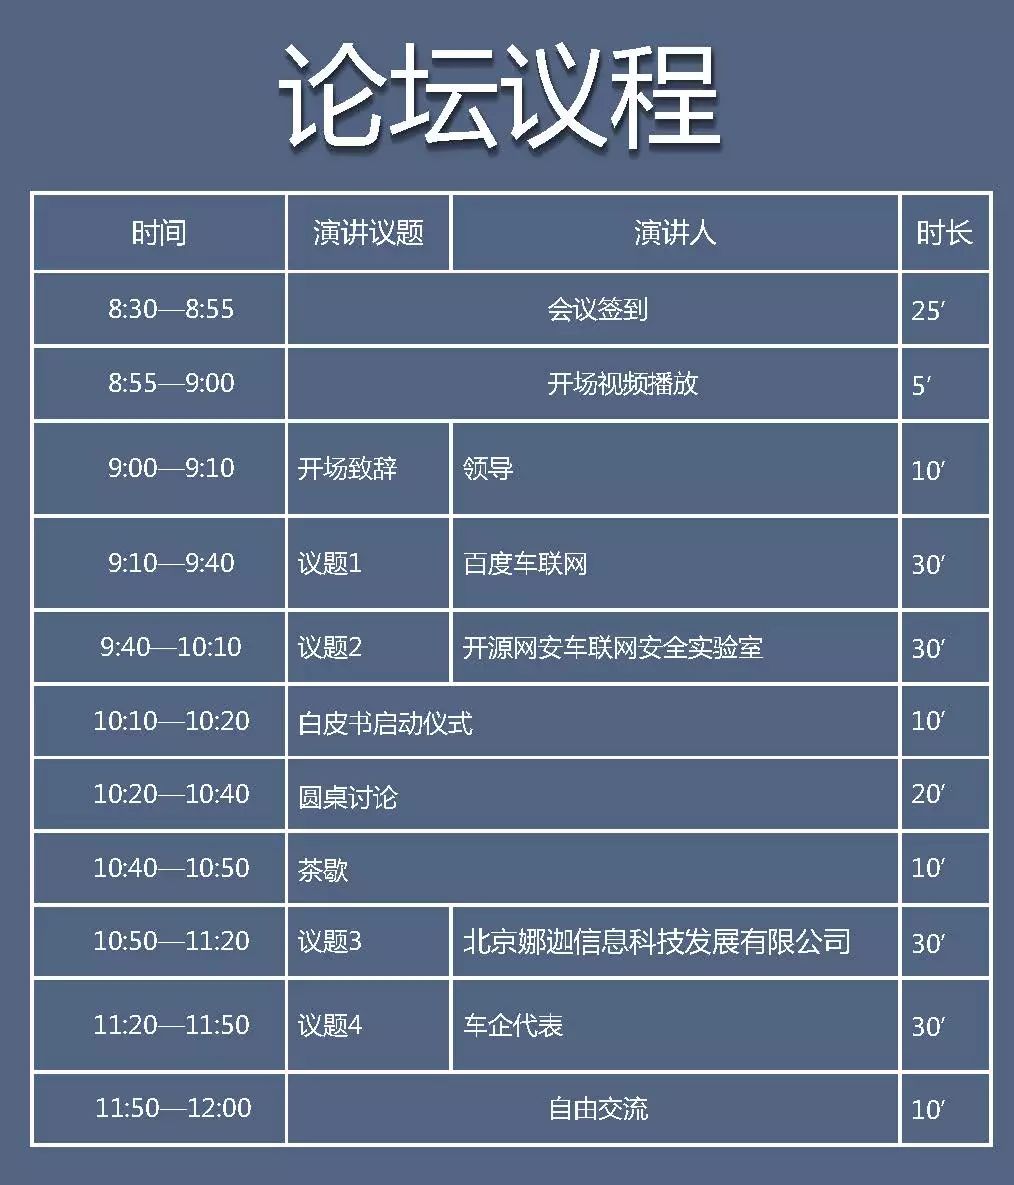 论坛议程
时间 演讲议题 演讲人 时长
8:30—8:55 会议签到 25′
8:55—9:00 开场视频播放 5′
9:00—9:10 开场致辞 领导 10′
9:10—9:40 议题1 百度车联网 30′
9:40—10:10 议题2 开源网安车联网安全实验室 30′
10:10—10:20 白皮书启动仪式 10′
10:20—10:40 圆桌讨论 20′
10:40—10:50 茶歇 10′
10:50—11:20 议题3 北京娜迦信息科技发展有限公司 30′
11:20—11:50 议题4 车企代表 30′
11:50—12:00 自由交流 10′